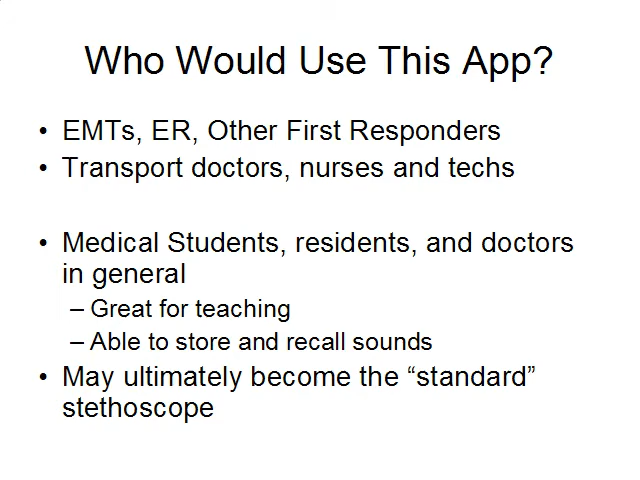 Who Would Use This App?
• EMTs, ER, Other First Responders
• Transport doctors, nurses and techs
• Medical Students, residents, and doctors
in general
– Great for teaching
– Able to store and recall sounds
• May ultimately become the “standard”
stethoscope